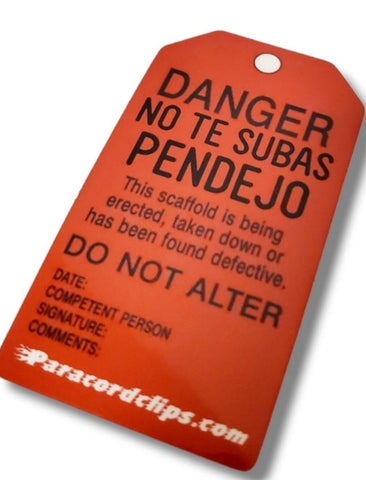 DANGER
NO TE SUBAS
PENDEJO
This scaffold is being
erected, taken down or
has been found defective.
DO NOT ALTER
DATE:
COMPETENT PERSON
SIGNATURE:
COMMENTS:
Paracordclips.com